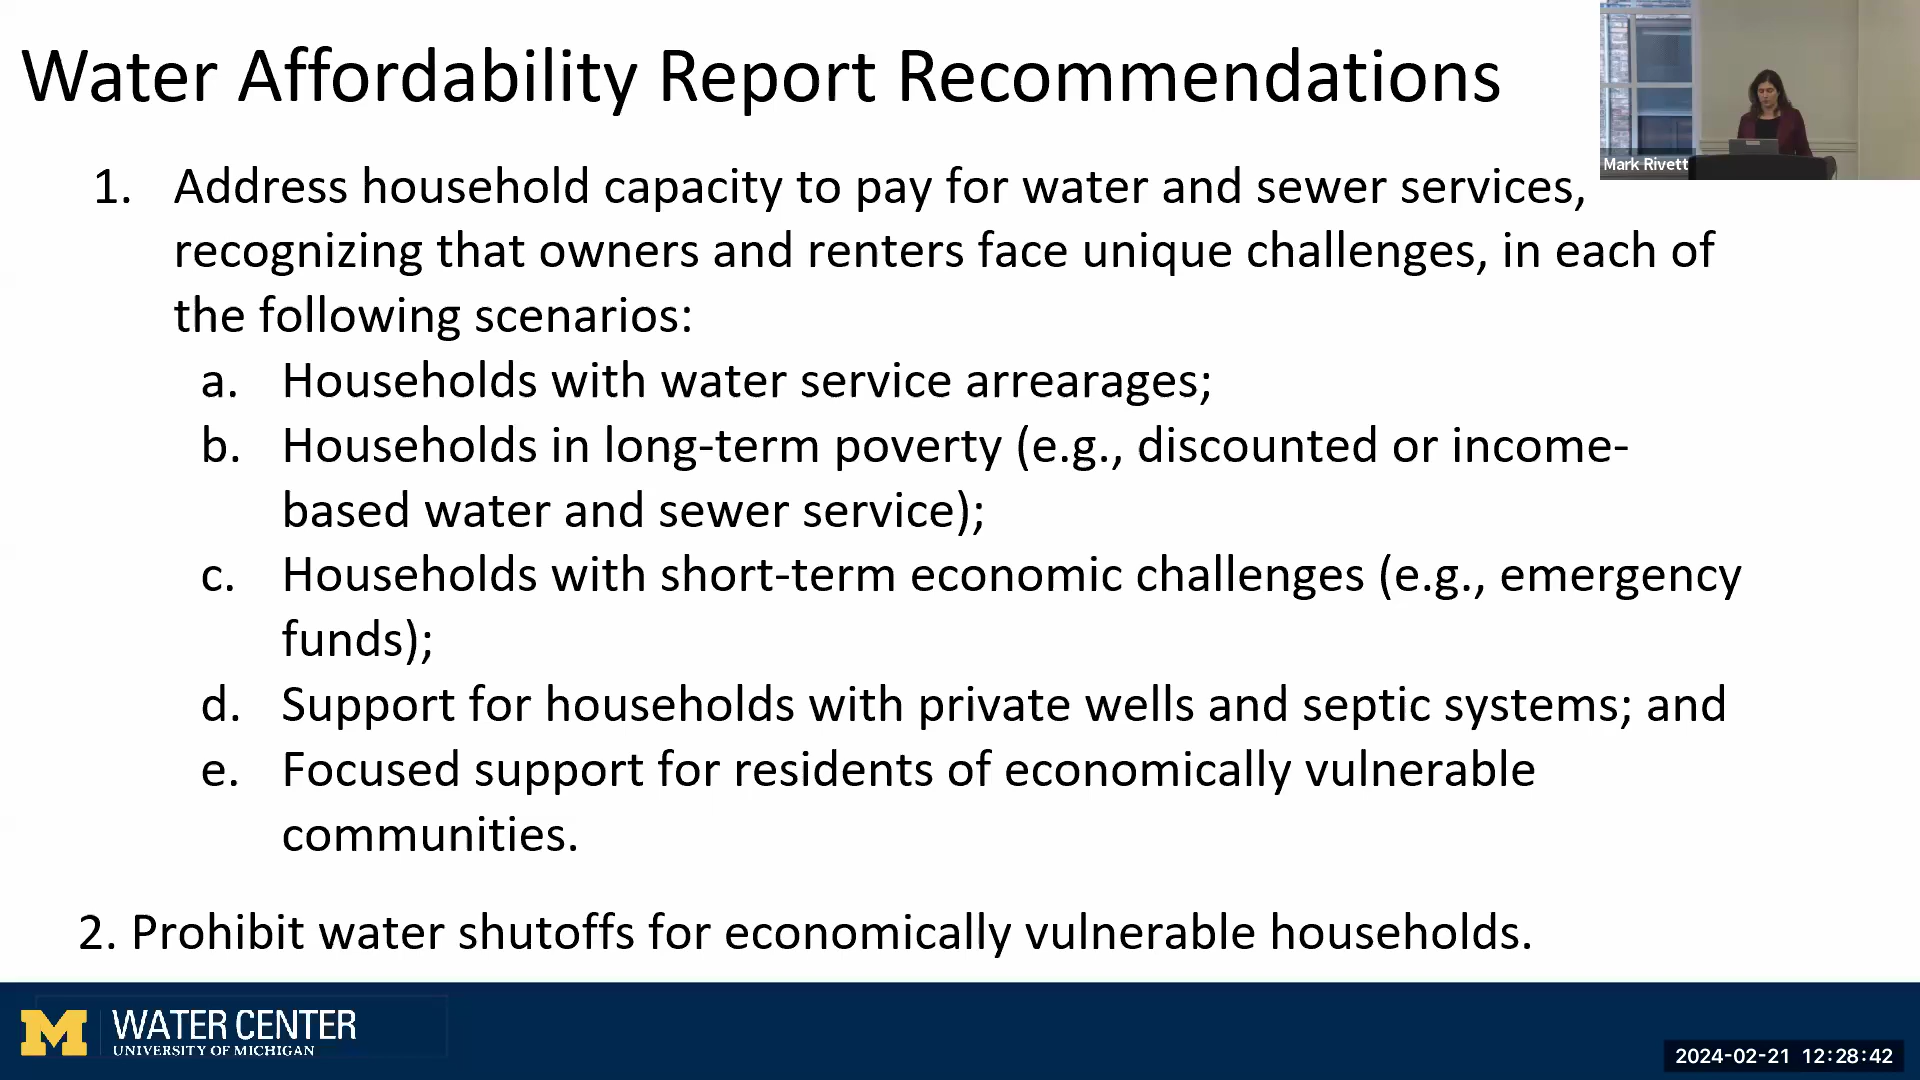 Water Affordability Report Recommendations
Mark Rivett
1. Address household capacity to pay for water and sewer services,
recognizing that owners and renters face unique challenges, in each of
the following scenarios:
a. Households with water service arrearages;
b. Households in long-term poverty (e.g., discounted or income-
based water and sewer service);
c. Households with short-term economic challenges (e.g., emergency
funds);
d. Support for households with private wells and septic systems; and
e. Focused support for residents of economically vulnerable
communities.
2. Prohibit water shutoffs for economically vulnerable households.
M WATER CENTER
UNIVERSITY OF MICHIGAN
2024-02-21 12:28:42